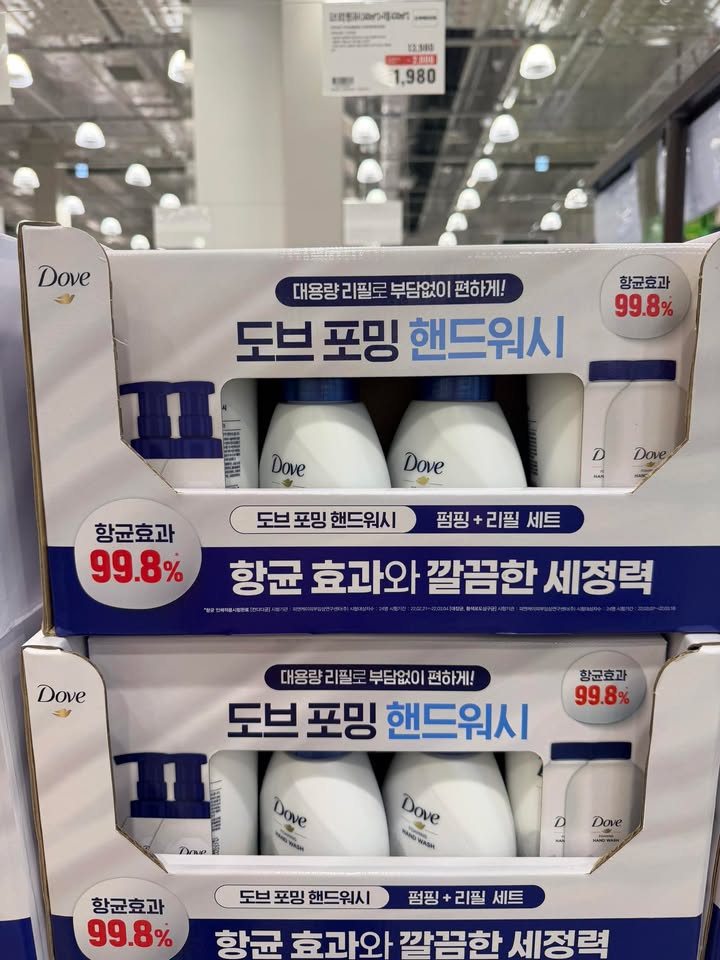 1,980
Dove
대용량 리필로 부담없이 편하게!
항균효과
99.8%
도브 포밍 핸드워시
Dove
Dove
Dove
도브 포밍 핸드워시 펌핑 + 리필 세트
항균효과
99.8%*
항균 효과와 깔끔한 세정력
Dove
대용량 리필로 부담없이 편하게!
항균효과
99.8%
도브 포밍 핸드워시
Dove
HAND WASH
Dove
HAND WASH
Dove
HAND WASH
Dove
도브 포밍 핸드워시 펌핑 + 리필 세트
항균효과
99.8%*
항균 효과와 깔끔한 세정력